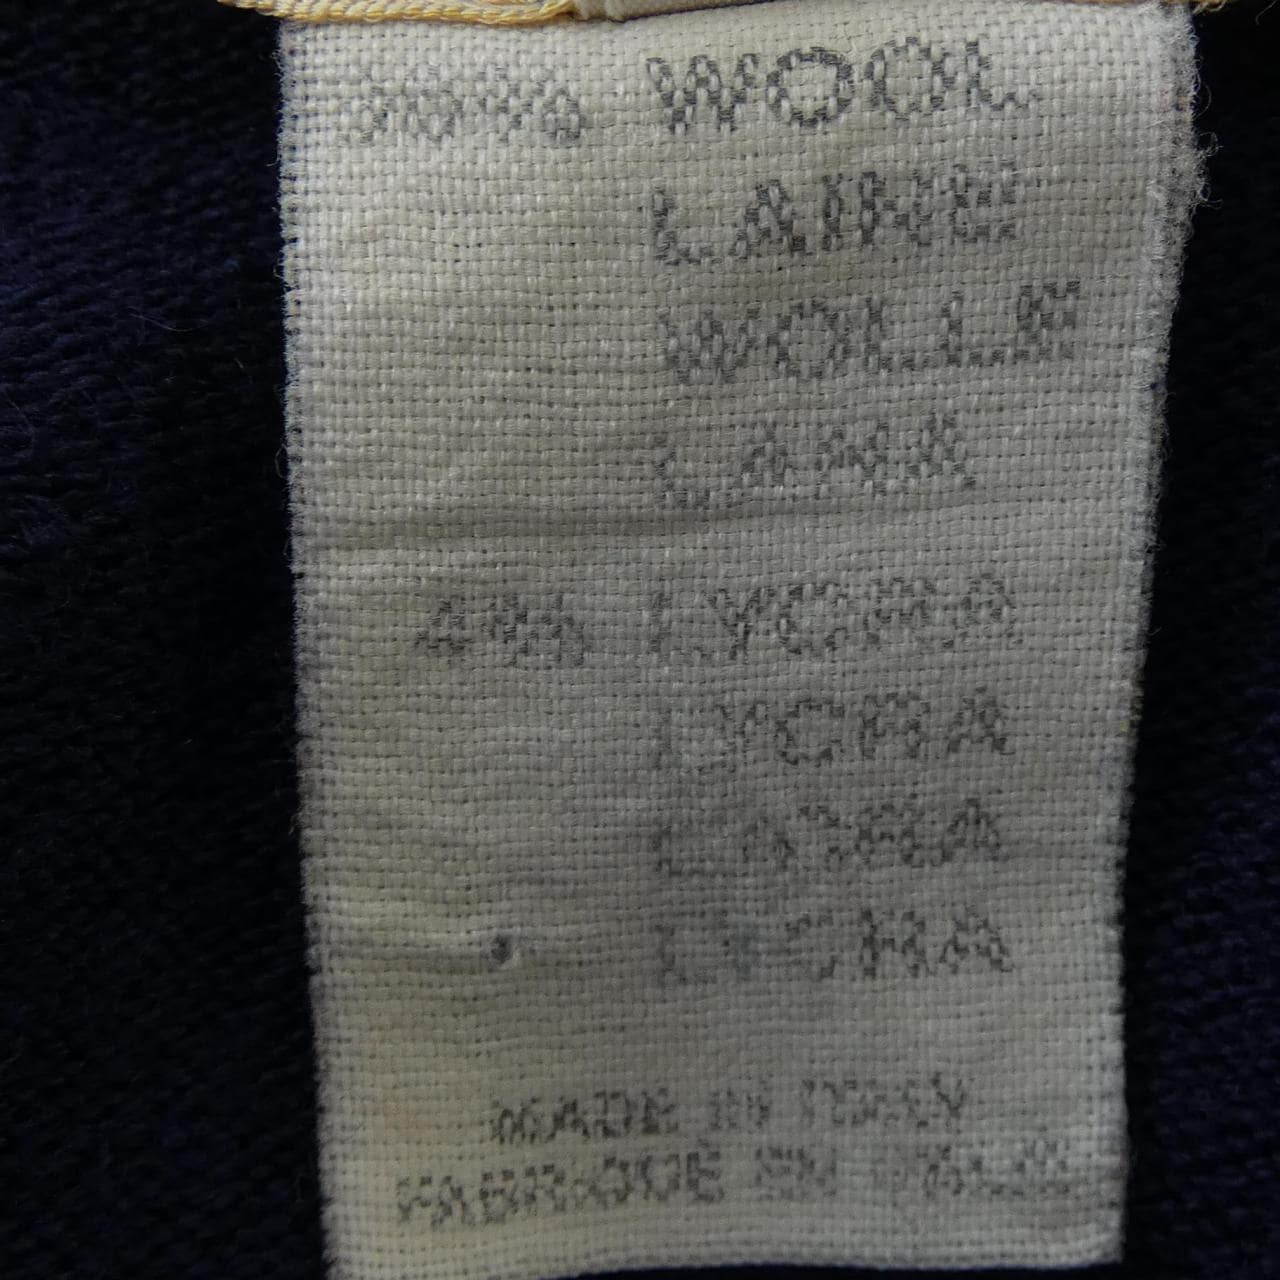 96% WOOL
LAINE
WOLLE
LANA
4% LYCRA
LYCRA
LYCRA
LYCRA
MADE IN ITALY
FABRIQUÉ EN ITALIE